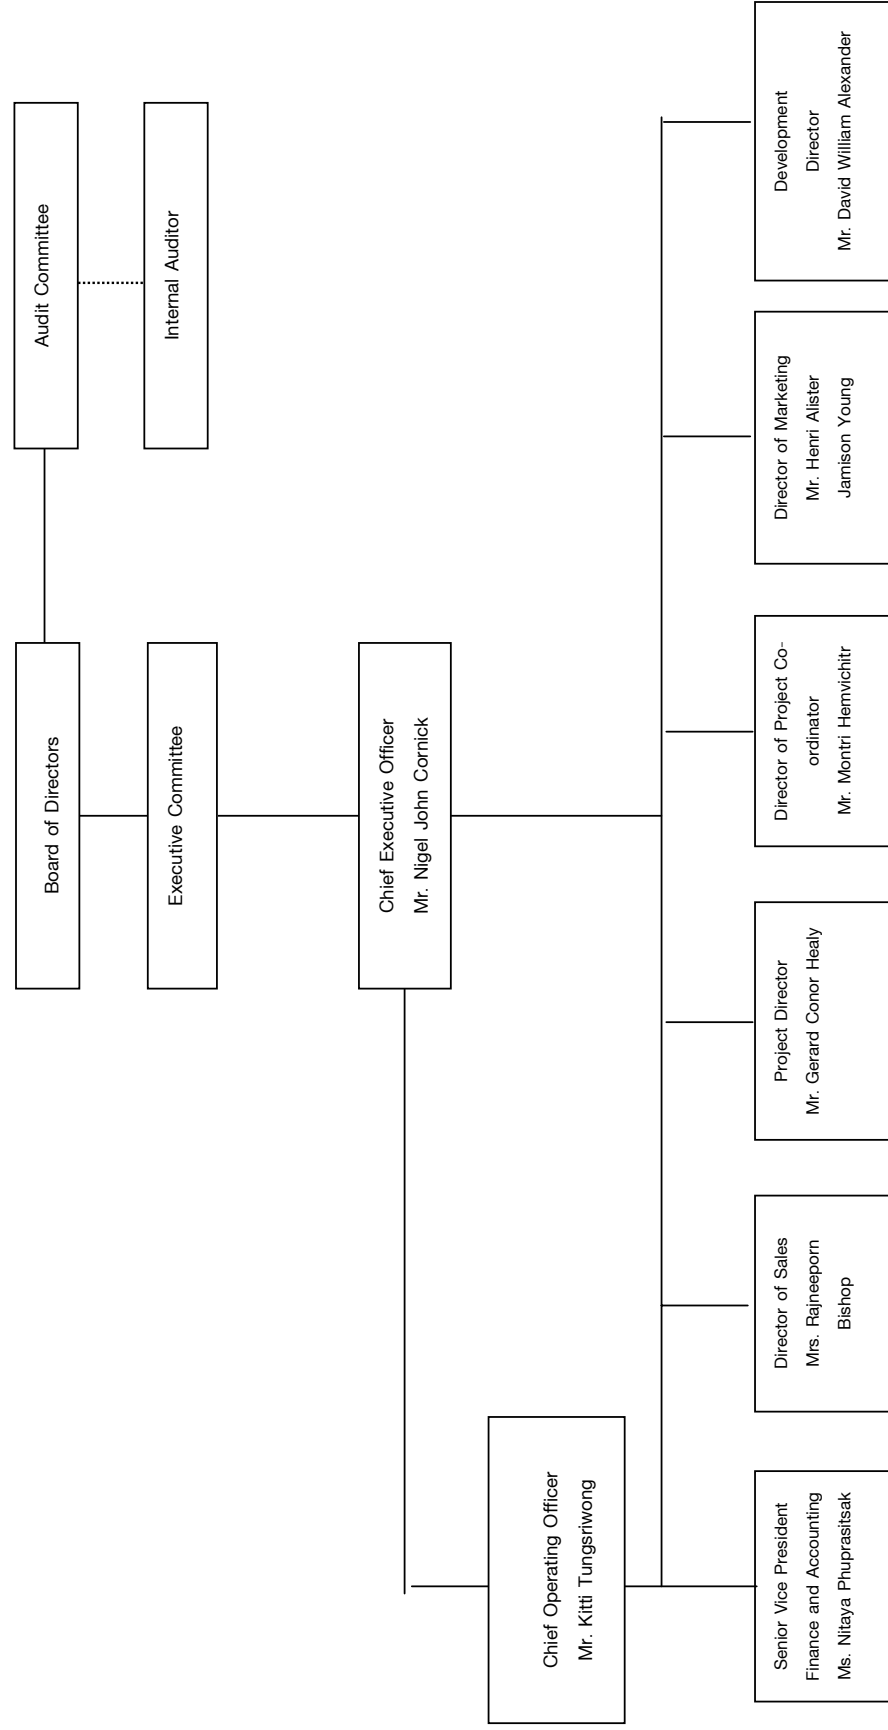 Board of Directors
Audit Committee
Executive Committee
Internal Auditor
Chief Executive Officer
Mr. Nigel John Cornick
Chief Operating Officer
Mr. Kitti Tungsriwong
Senior Vice President
Finance and Accounting
Ms. Nitaya Phuprasitsak
Director of Sales
Mrs. Rajneeporn
Bishop
Project Director
Mr. Gerard Conor Healy
Director of Project Co-
ordinator
Mr. Montri Hemvichitr
Director of Marketing
Mr. Henri Alister
Jamison Young
Development
Director
Mr. David William Alexander